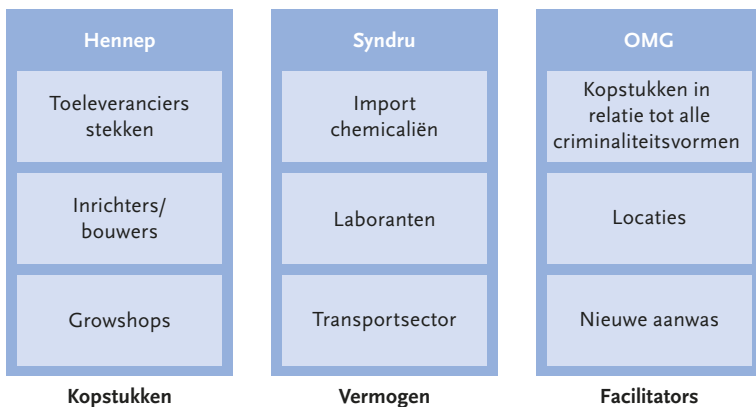 Hennep
Toeleveranciers
stekken
Inrichters/
bouwers
Growshops
Kopstukken
Syndru
Import
chemicaliën
Laboranten
Transportsector
Vermogen
OMG
Kopstukken in
relatie tot alle
criminaliteitsvormen
Locaties
Nieuwe aanwas
Facilitators